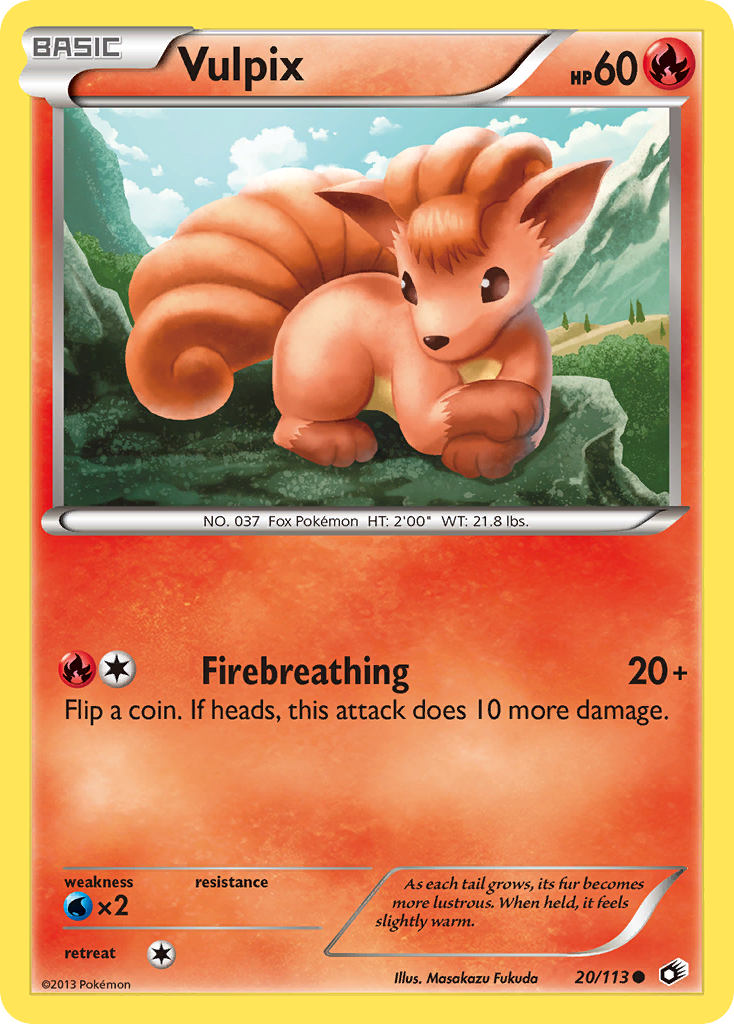 BASIC Vulpix HP60
NO. 037 Fox Pokémon HT: 2'00" WT: 21.8 lbs.
Firebreathing 20+
Flip a coin. If heads, this attack does 10 more damage.
weakness resistance
×2
retreat
As each tail grows, its fur becomes
more lustrous. When held, it feels
slightly warm.
©2013 Pokémon Illus. Masakazu Fukuda 20/113